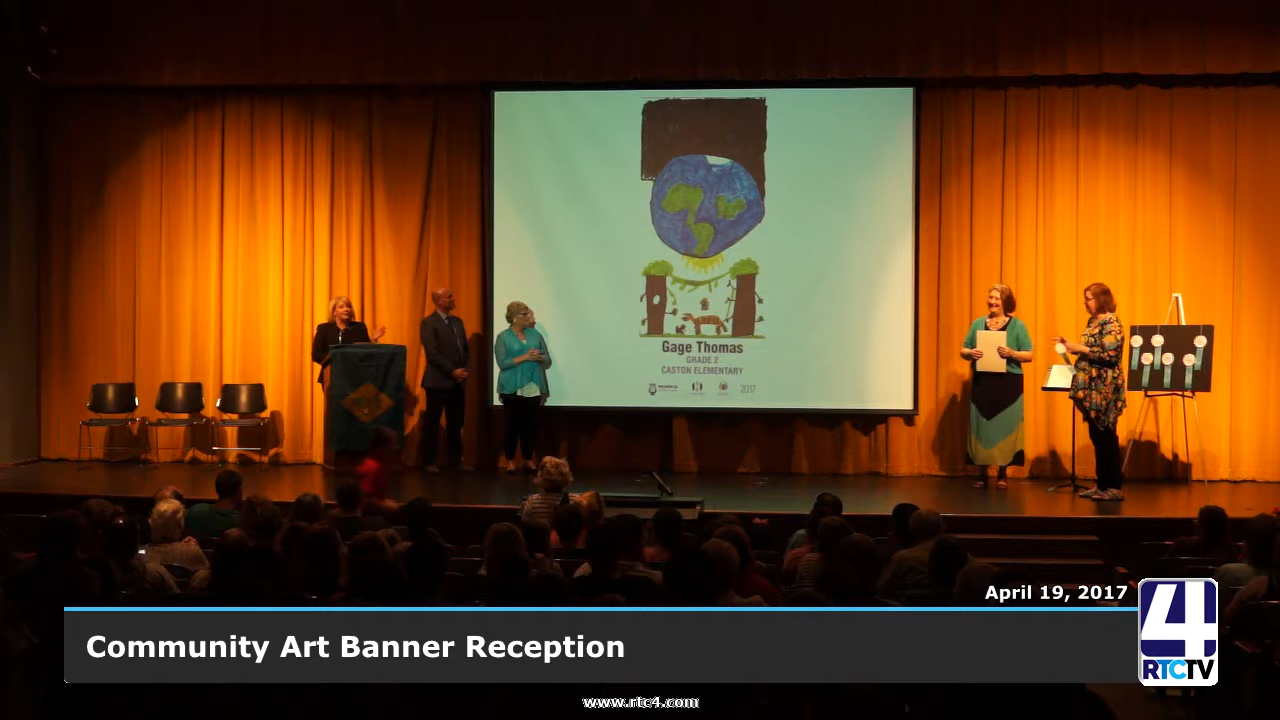 Gage Thomas
GRADE 2
CASTON ELEMENTARY
2017
April 19, 2017
4
RTCTV
Community Art Banner Reception
www.rtc4.com